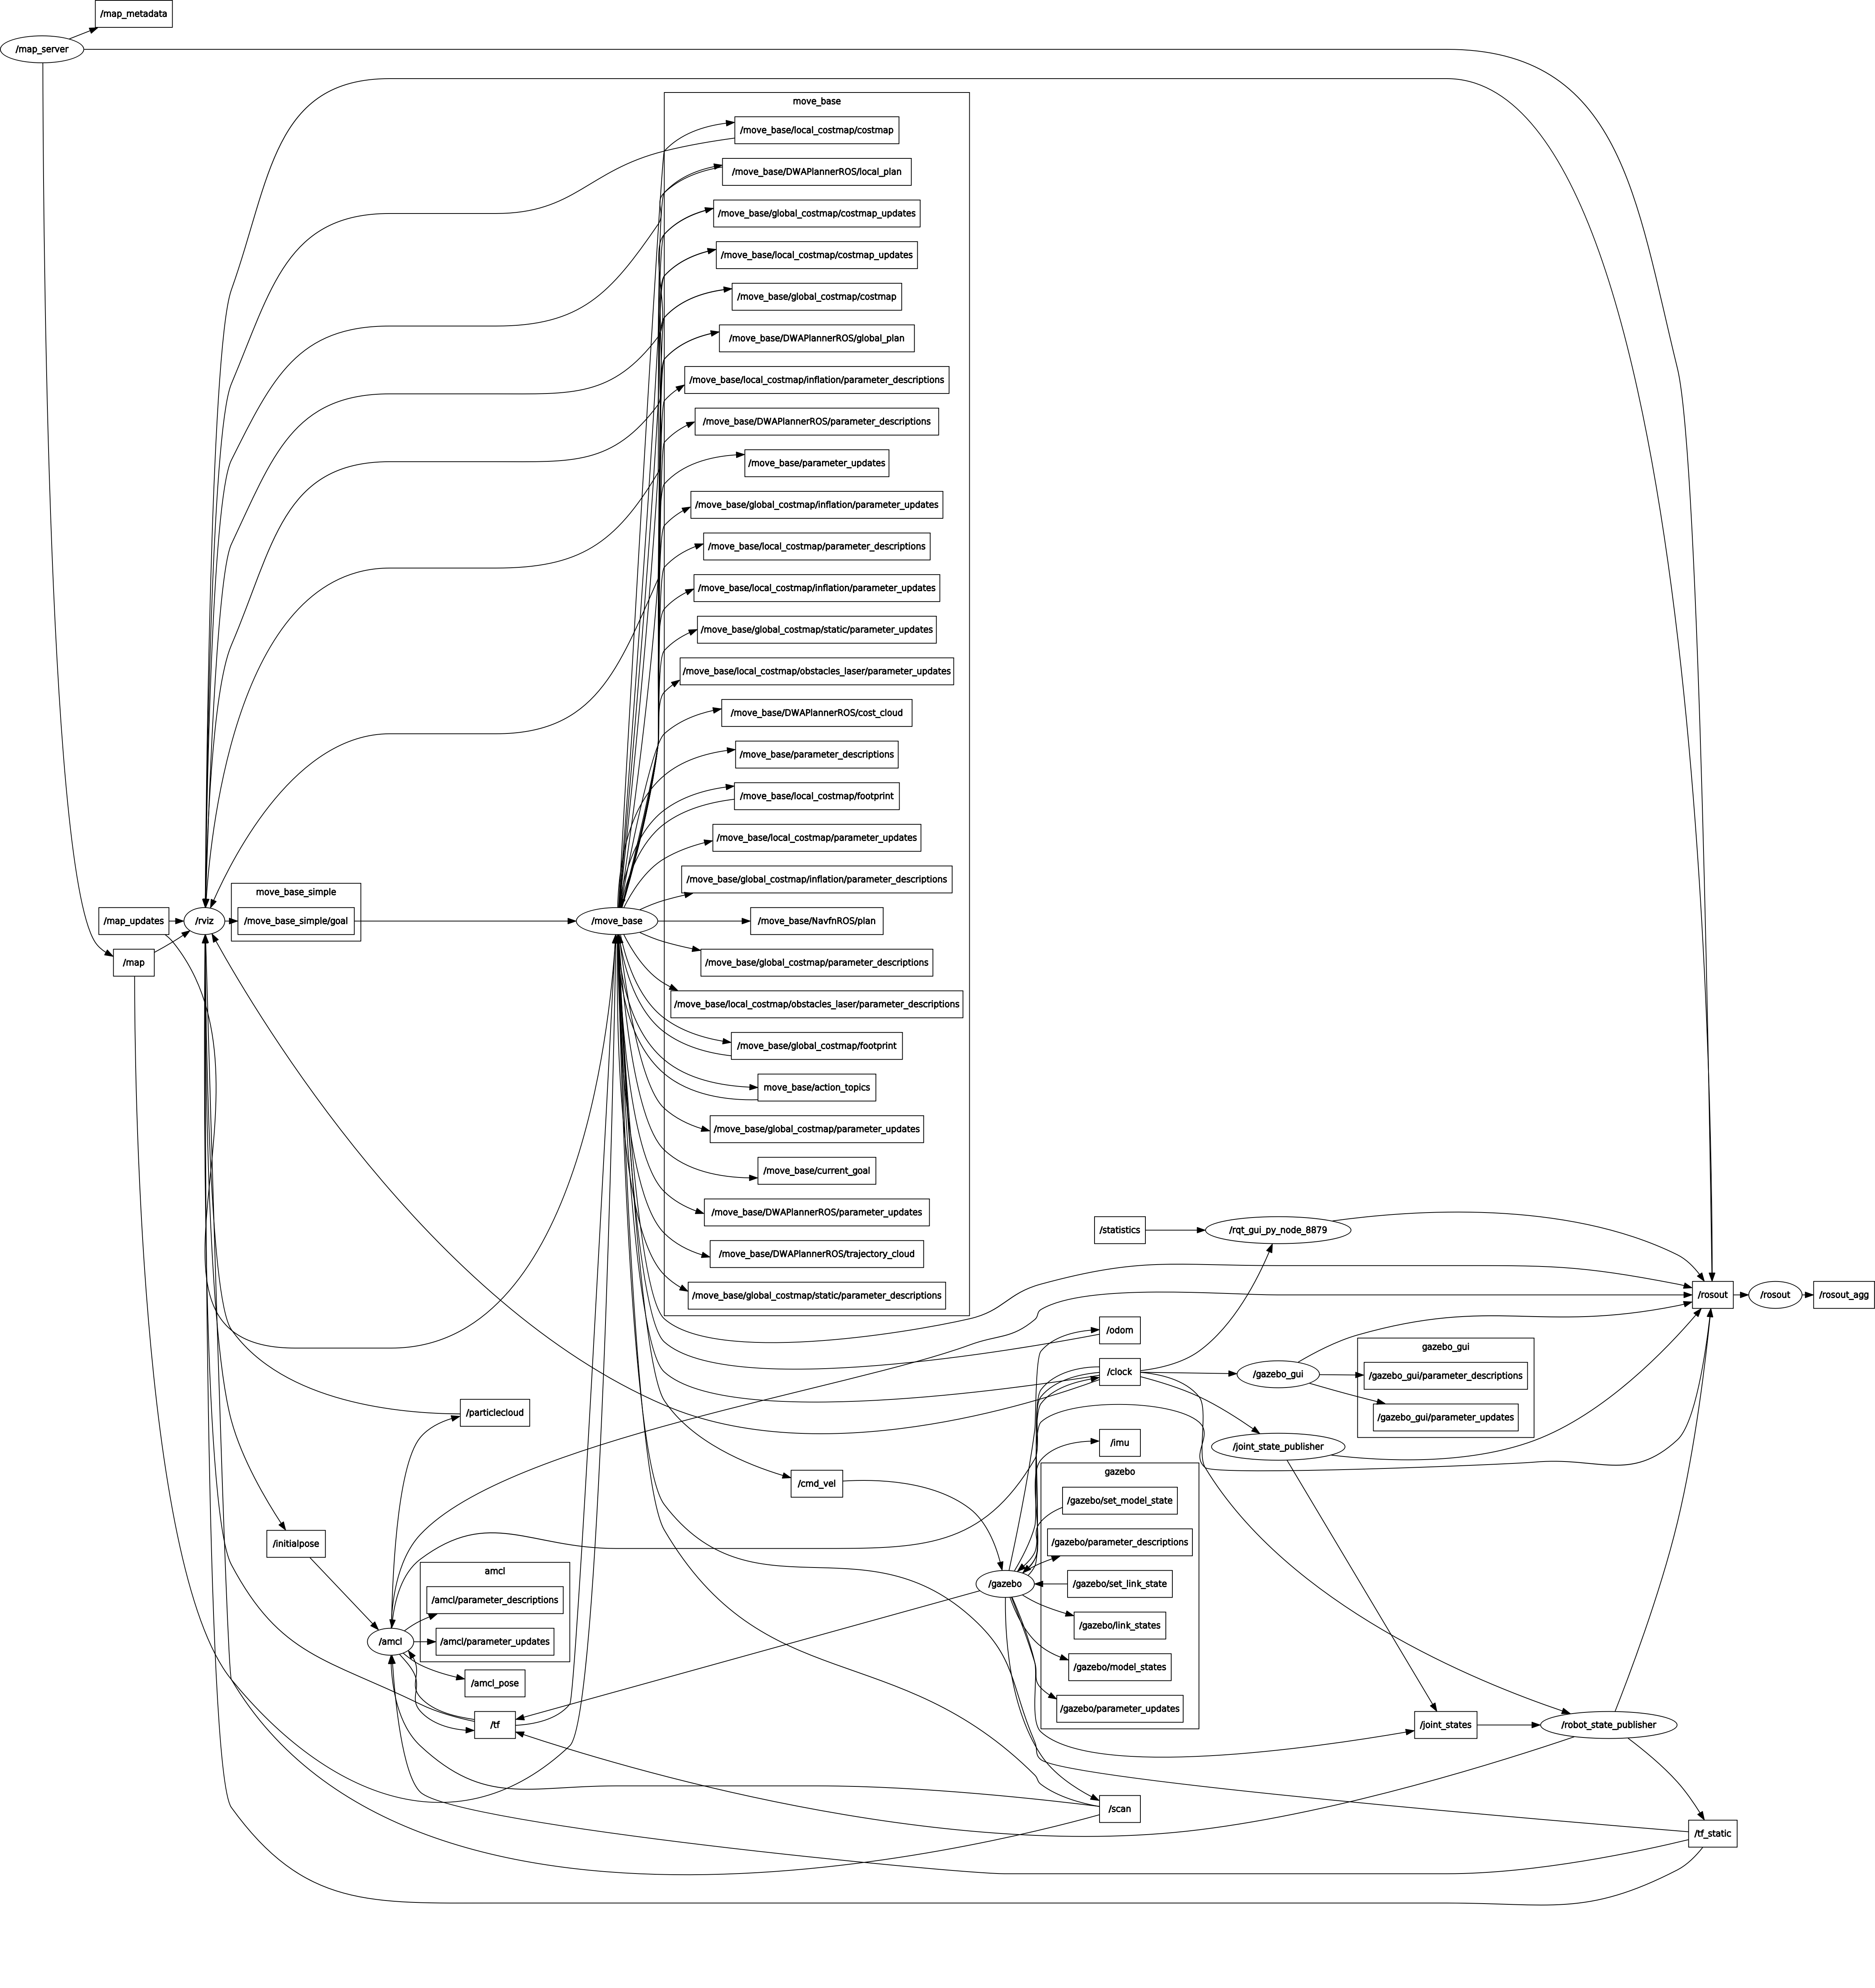 /map_metadata
/map_server
move_base
/move_base/local_costmap/costmap
/move_base/DWAPlannerROS/local_plan
/move_base/global_costmap/costmap_updates
/move_base/local_costmap/costmap_updates
/move_base/global_costmap/costmap
/move_base/DWAPlannerROS/global_plan
/move_base/local_costmap/inflation/parameter_descriptions
/move_base/DWAPlannerROS/parameter_descriptions
/move_base/parameter_updates
/move_base/global_costmap/inflation/parameter_updates
/move_base/local_costmap/parameter_descriptions
/move_base/local_costmap/inflation/parameter_updates
/move_base/global_costmap/static/parameter_updates
/move_base/local_costmap/obstacles_laser/parameter_updates
/move_base/DWAPlannerROS/cost_cloud
/move_base/parameter_descriptions
/move_base/local_costmap/footprint
/move_base/local_costmap/parameter_updates
/move_base/global_costmap/inflation/parameter_descriptions
/move_base/NavfnROS/plan
/move_base/global_costmap/parameter_descriptions
/move_base/local_costmap/obstacles_laser/parameter_descriptions
/move_base/global_costmap/footprint
move_base/action_topics
/move_base/global_costmap/parameter_updates
/move_base/current_goal
/move_base/DWAPlannerROS/parameter_updates
/move_base/DWAPlannerROS/trajectory_cloud
/move_base/global_costmap/static/parameter_descriptions
/map_updates
/rviz
move_base_simple
/move_base_simple/goal
/move_base
/map
/statistics
/rqt_gui_py_node_8879
/rosout
/rosout
/rosout_agg
/odom
/clock
/gazebo_gui
gazebo_gui
/gazebo_gui/parameter_descriptions
/gazebo_gui/parameter_updates
/particlecloud
/imu
/joint_state_publisher
/cmd_vel
gazebo
/gazebo/set_model_state
/gazebo/parameter_descriptions
/gazebo
/gazebo/set_link_state
/gazebo/link_states
/gazebo/model_states
/gazebo/parameter_updates
/initialpose
amcl
/amcl/parameter_descriptions
/amcl
/amcl/parameter_updates
/amcl_pose
/tf
/joint_states
/robot_state_publisher
/scan
/tf_static